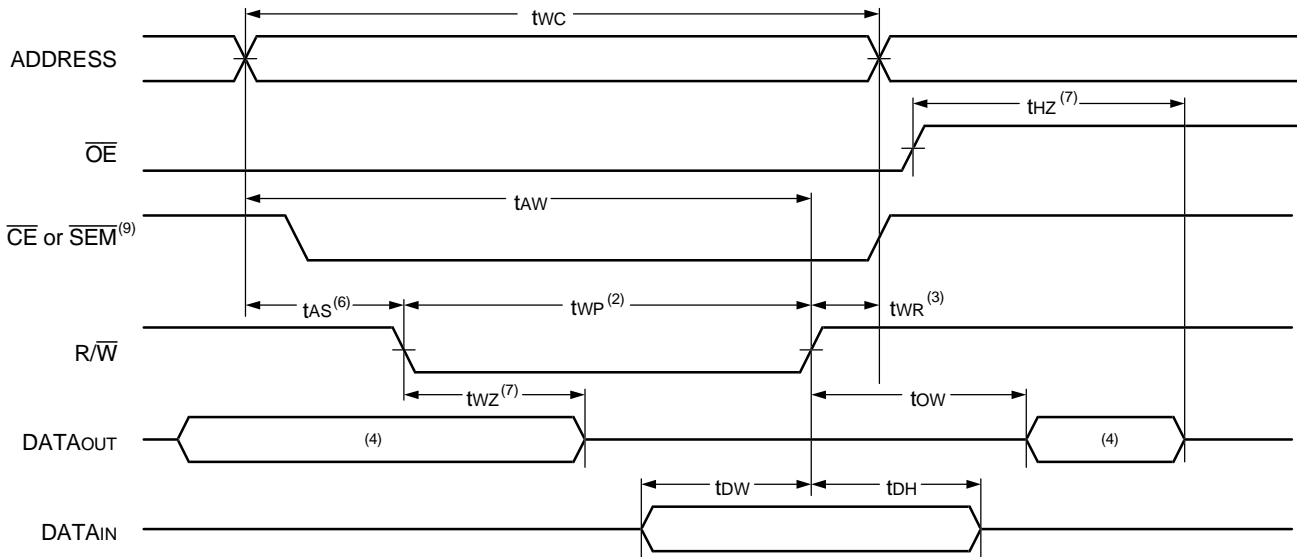 tWC
ADDRESS
tHZ (7)
OE
tAW
CE or SEM (9)
tAS (6)
tWP (2)
tWR (3)
R/W
tWZ (7)
tOW
DATAOUT
(4)
(4)
tDW
tDH
DATAIN